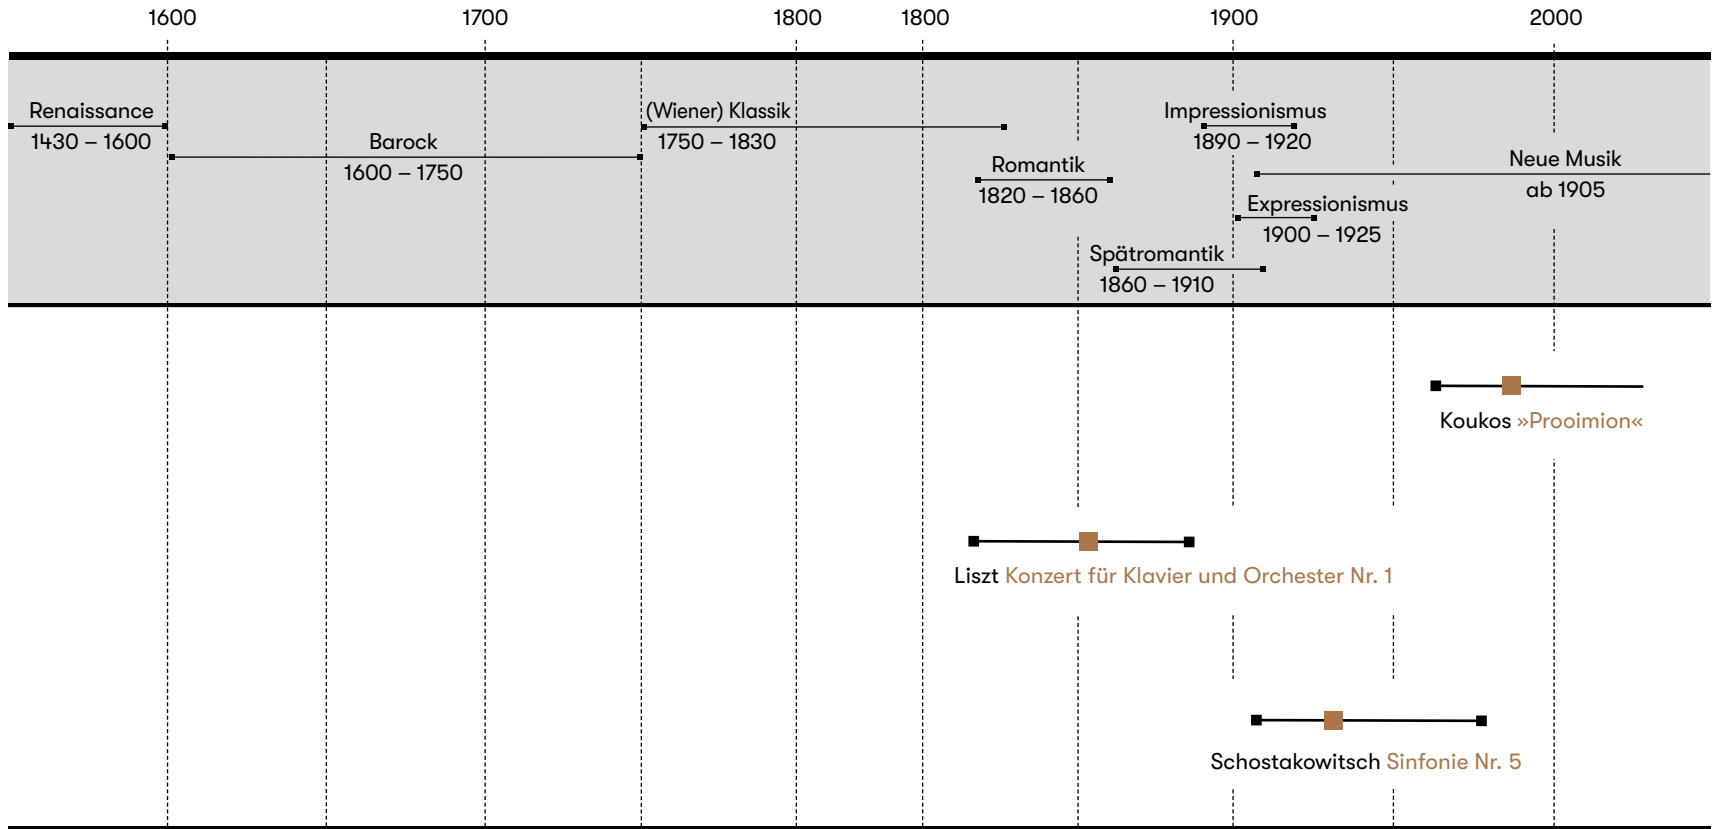 1600 1700 1800 1800 1900 2000
Renaissance
1430 – 1600
Barock
1600 – 1750
(Wiener) Klassik
1750 – 1830
Romantik
1820 – 1860
Spätromantik
1860 – 1910
Impressionismus
1890 – 1920
Expressionismus
1900 – 1925
Neue Musik
ab 1905
Koukos »Prooimion«
Liszt Konzert für Klavier und Orchester Nr. 1
Schostakowitsch Sinfonie Nr. 5